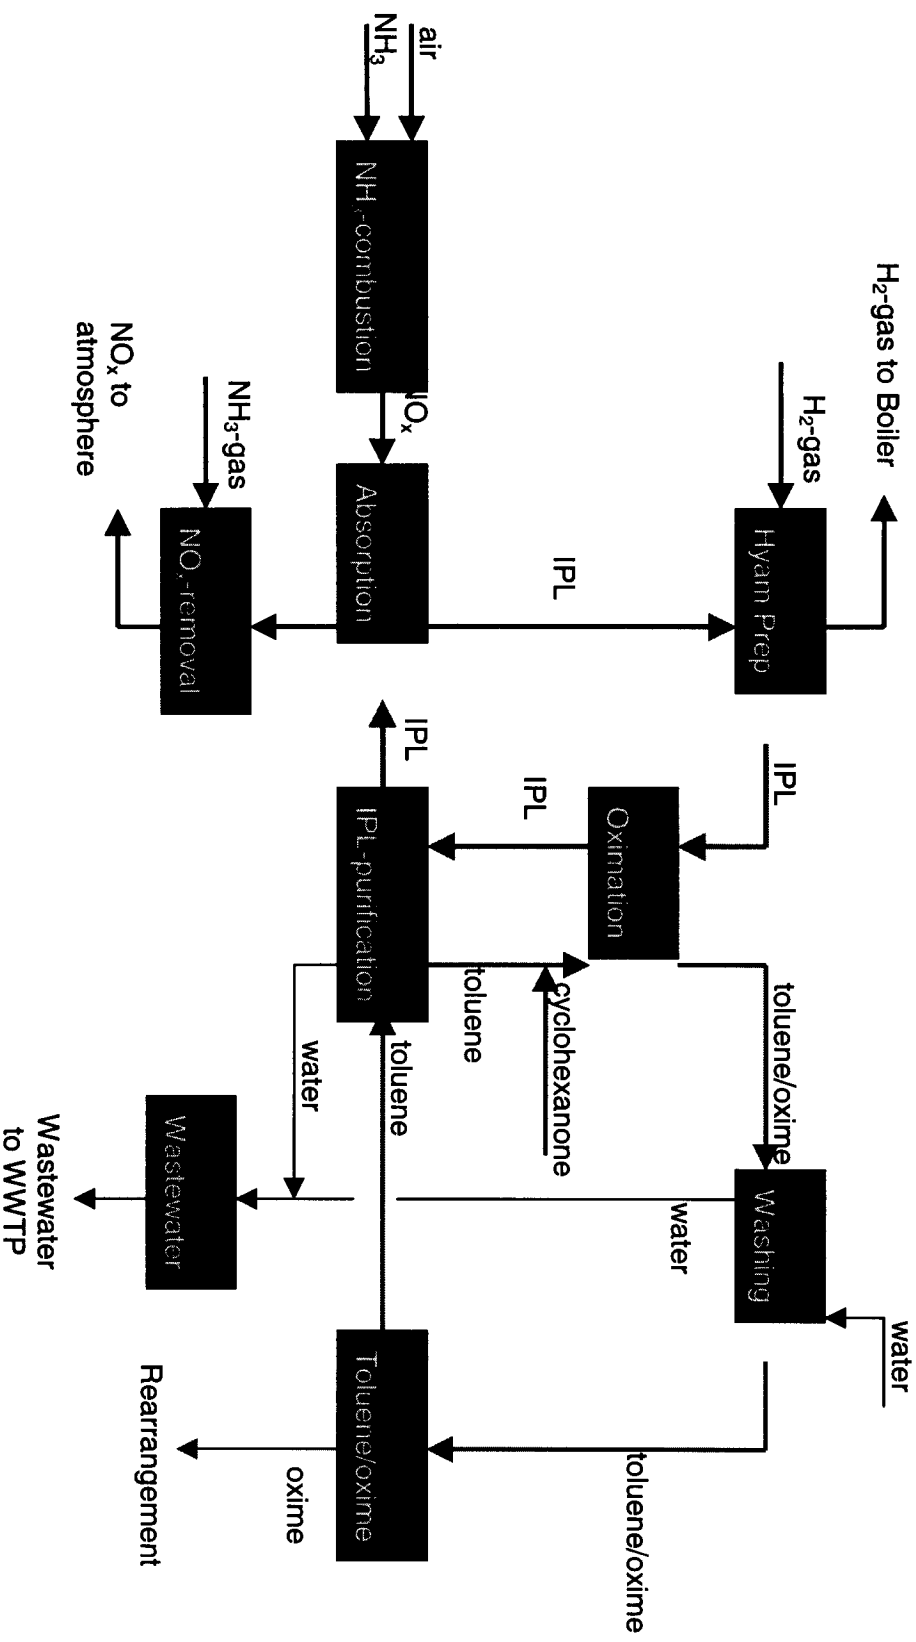 H₂-gas to Boiler
H₂-gas
Hyam Prep
IPL
toluene/oxime
Washing
water
toluene/oxime
IPL
Oximation
IPL
cyclohexanone
toluene
water
air
NH₃
NH₃-combustion
NOₓ
Absorption
IPL
IPL-purification
toluene
Toluene/oxime
NH₃-gas
NOₓ-removal
NOₓ to
atmosphere
water
Wastewater
Wastewater
to WWTP
oxime
Rearrangement